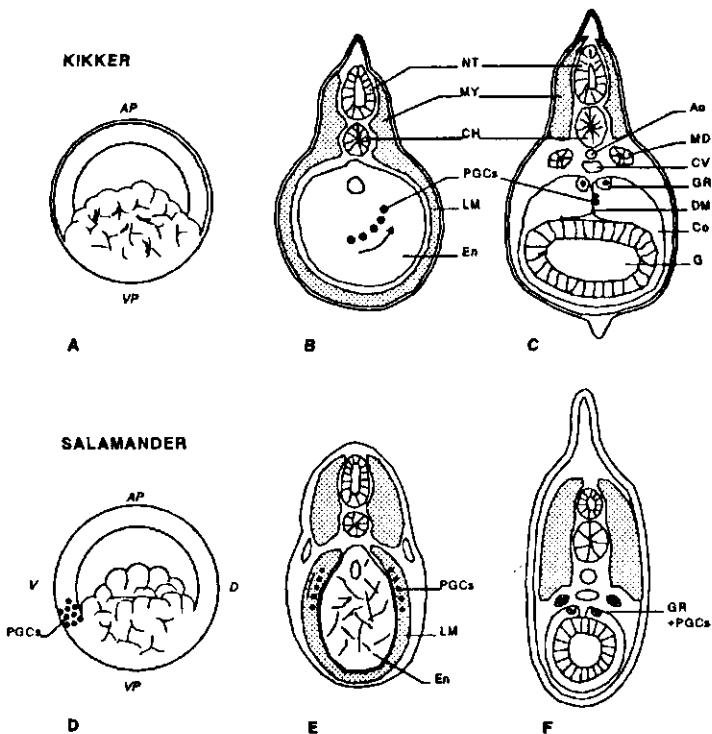 KIKKER
AP
VP
A
NT
MY
CH
PGCs
LM
En
B
Ao
MD
CV
GR
DM
Co
G
C
SALAMANDER
AP
V
D
PGCs
VP
D
PGCs
LM
En
E
GR
+PGCs
F